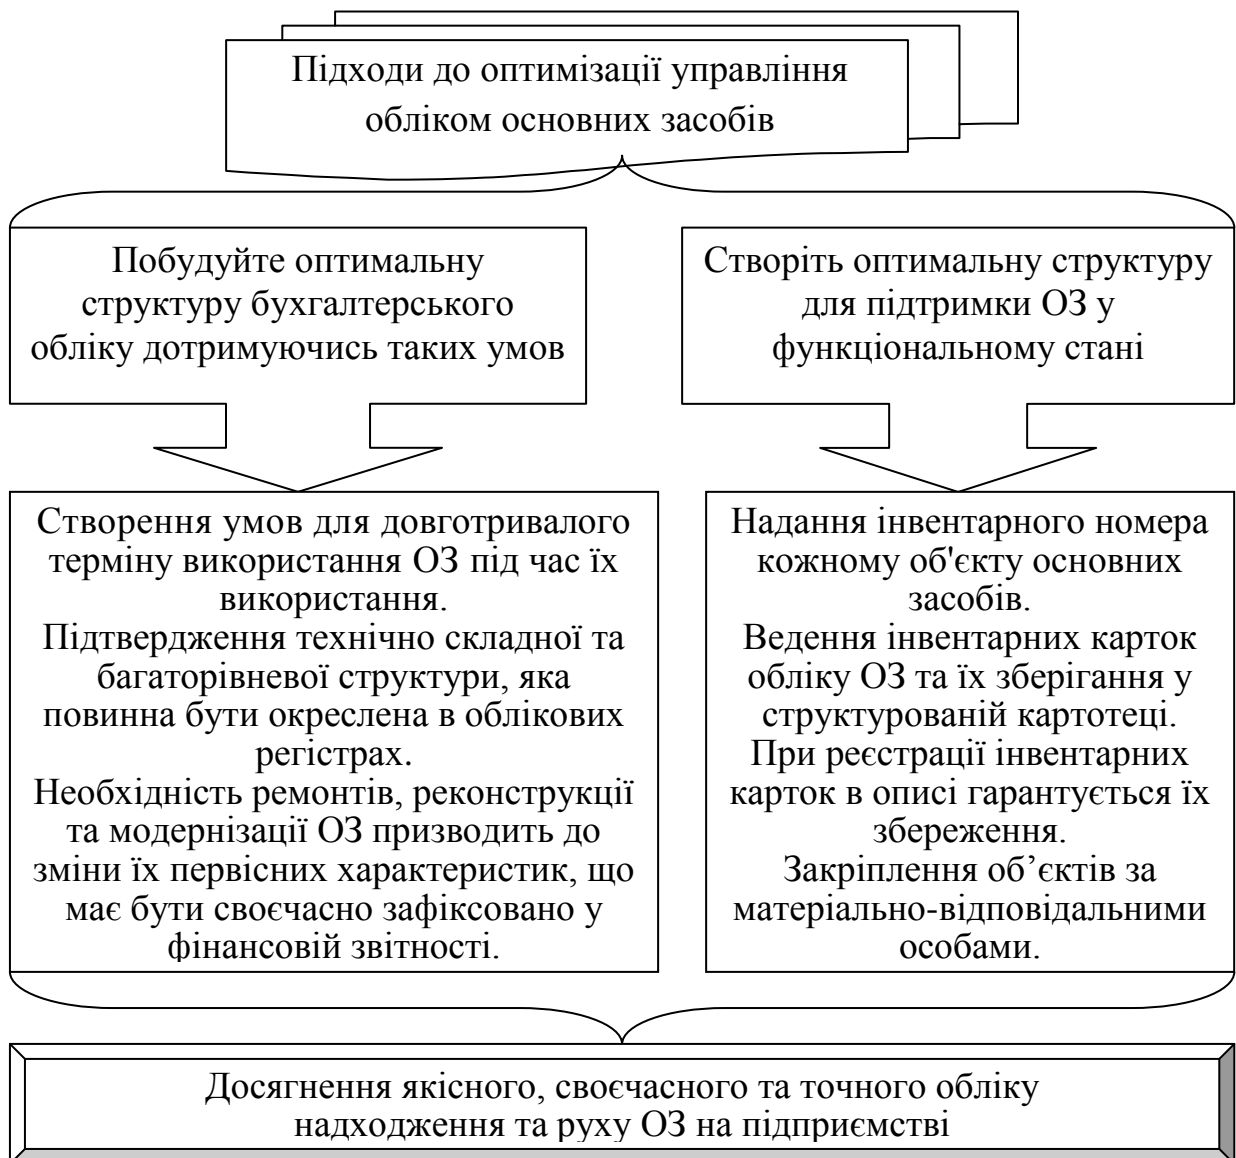 Підходи до оптимізації управління
обліком основних засобів
Побудуйте оптимальну
структуру бухгалтерського
обліку дотримуючись таких умов
Створіть оптимальну структуру
для підтримки ОЗ у
функціональному стані
Створення умов для довготривалого
терміну використання ОЗ під час їх
використання.
Підтвердження технічно складної та
багаторівневої структури, яка
повинна бути окреслена в облікових
регістрах.
Необхідність ремонтів, реконструкції
та модернізації ОЗ призводить до
зміни їх первісних характеристик, що
має бути своєчасно зафіксовано у
фінансовій звітності.
Надання інвентарного номера
кожному об'єкту основних
засобів.
Ведення інвентарних карток
обліку ОЗ та їх зберігання у
структурованій картотеці.
При реєстрації інвентарних
карток в описі гарантується їх
збереження.
Закріплення об’єктів за
матеріально-відповідальними
особами.
Досягнення якісного, своєчасного та точного обліку
надходження та руху ОЗ на підприємстві